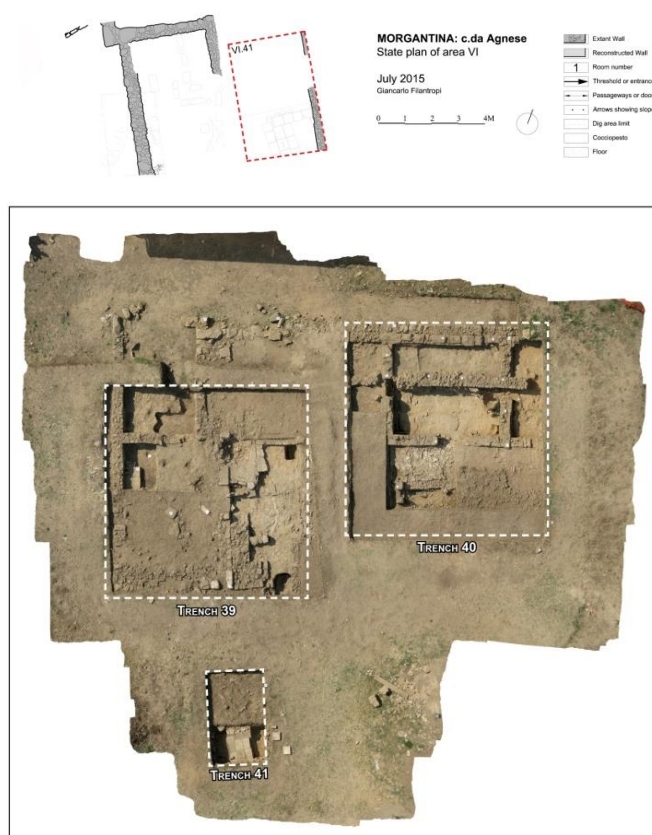 VI.41
MORGANTINA: c.da Agnese
State plan of area VI
July 2015
Giancarlo Filantropi
0 1 2 3 4M
Extant Wall
Reconstructed Wall
1 Room number
Threshold or entrance
Passageways or door
Arrows showing slop
Dig area limit
Cocciopesto
Floor
TRENCH 39
TRENCH 40
TRENCH 41